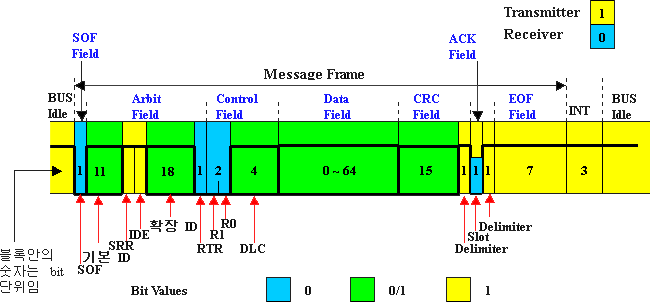 Transmitter 1
Receiver 0
SOF Field
ACK Field
Message Frame
BUS Idle
Arbit Field
Control Field
Data Field
CRC Field
EOF Field
INT
BUS Idle
1 11 18 1 2 4 0 ~ 64 15 1 1 1 7 3
블록안의
숫자는 bit
단위임
SOF
기본 ID
SRR
IDE
확장 ID
RTR
R1
R0
DLC
Delimiter
Slot
Delimiter
Bit Values 0 0/1 1